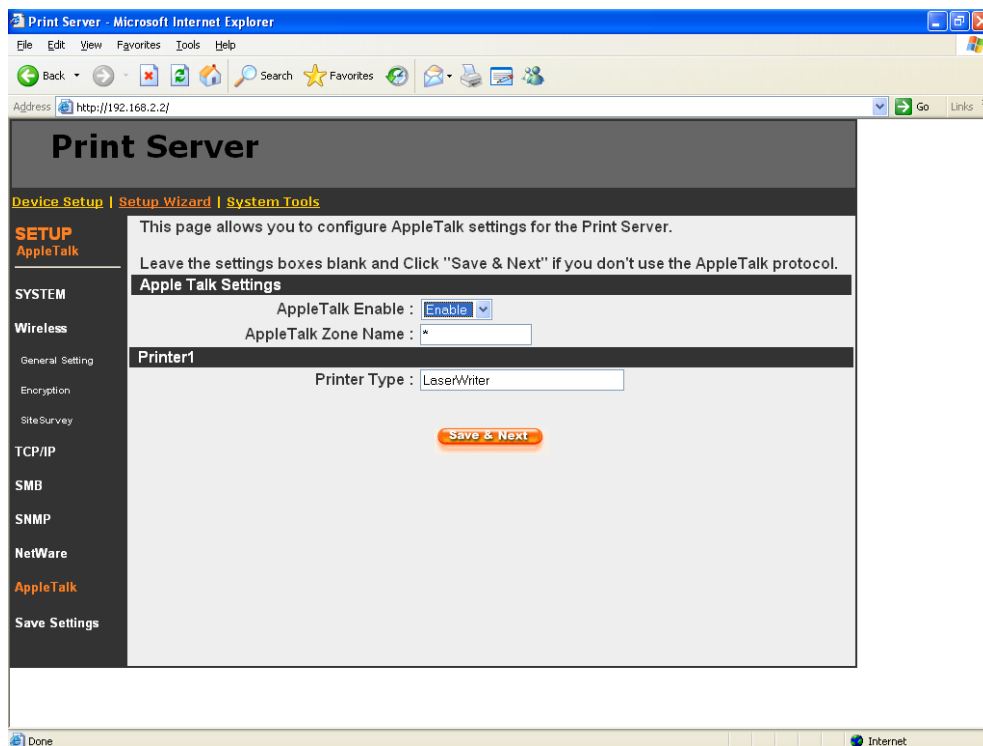 Print Server - Microsoft Internet Explorer
File Edit View Favorites Tools Help
Back Search Favorites
Address http://192.168.2.2/ Go Links
Print Server
Device Setup | Setup Wizard | System Tools
SETUP
AppleTalk
SYSTEM
Wireless
General Setting
Encryption
SiteSurvey
TCP/IP
SMB
SNMP
NetWare
AppleTalk
Save Settings
This page allows you to configure AppleTalk settings for the Print Server.
Leave the settings boxes blank and Click "Save & Next" if you don't use the AppleTalk protocol.
Apple Talk Settings
AppleTalk Enable : Enable
AppleTalk Zone Name : *
Printer1
Printer Type : LaserWriter
Save & Next
Done Internet